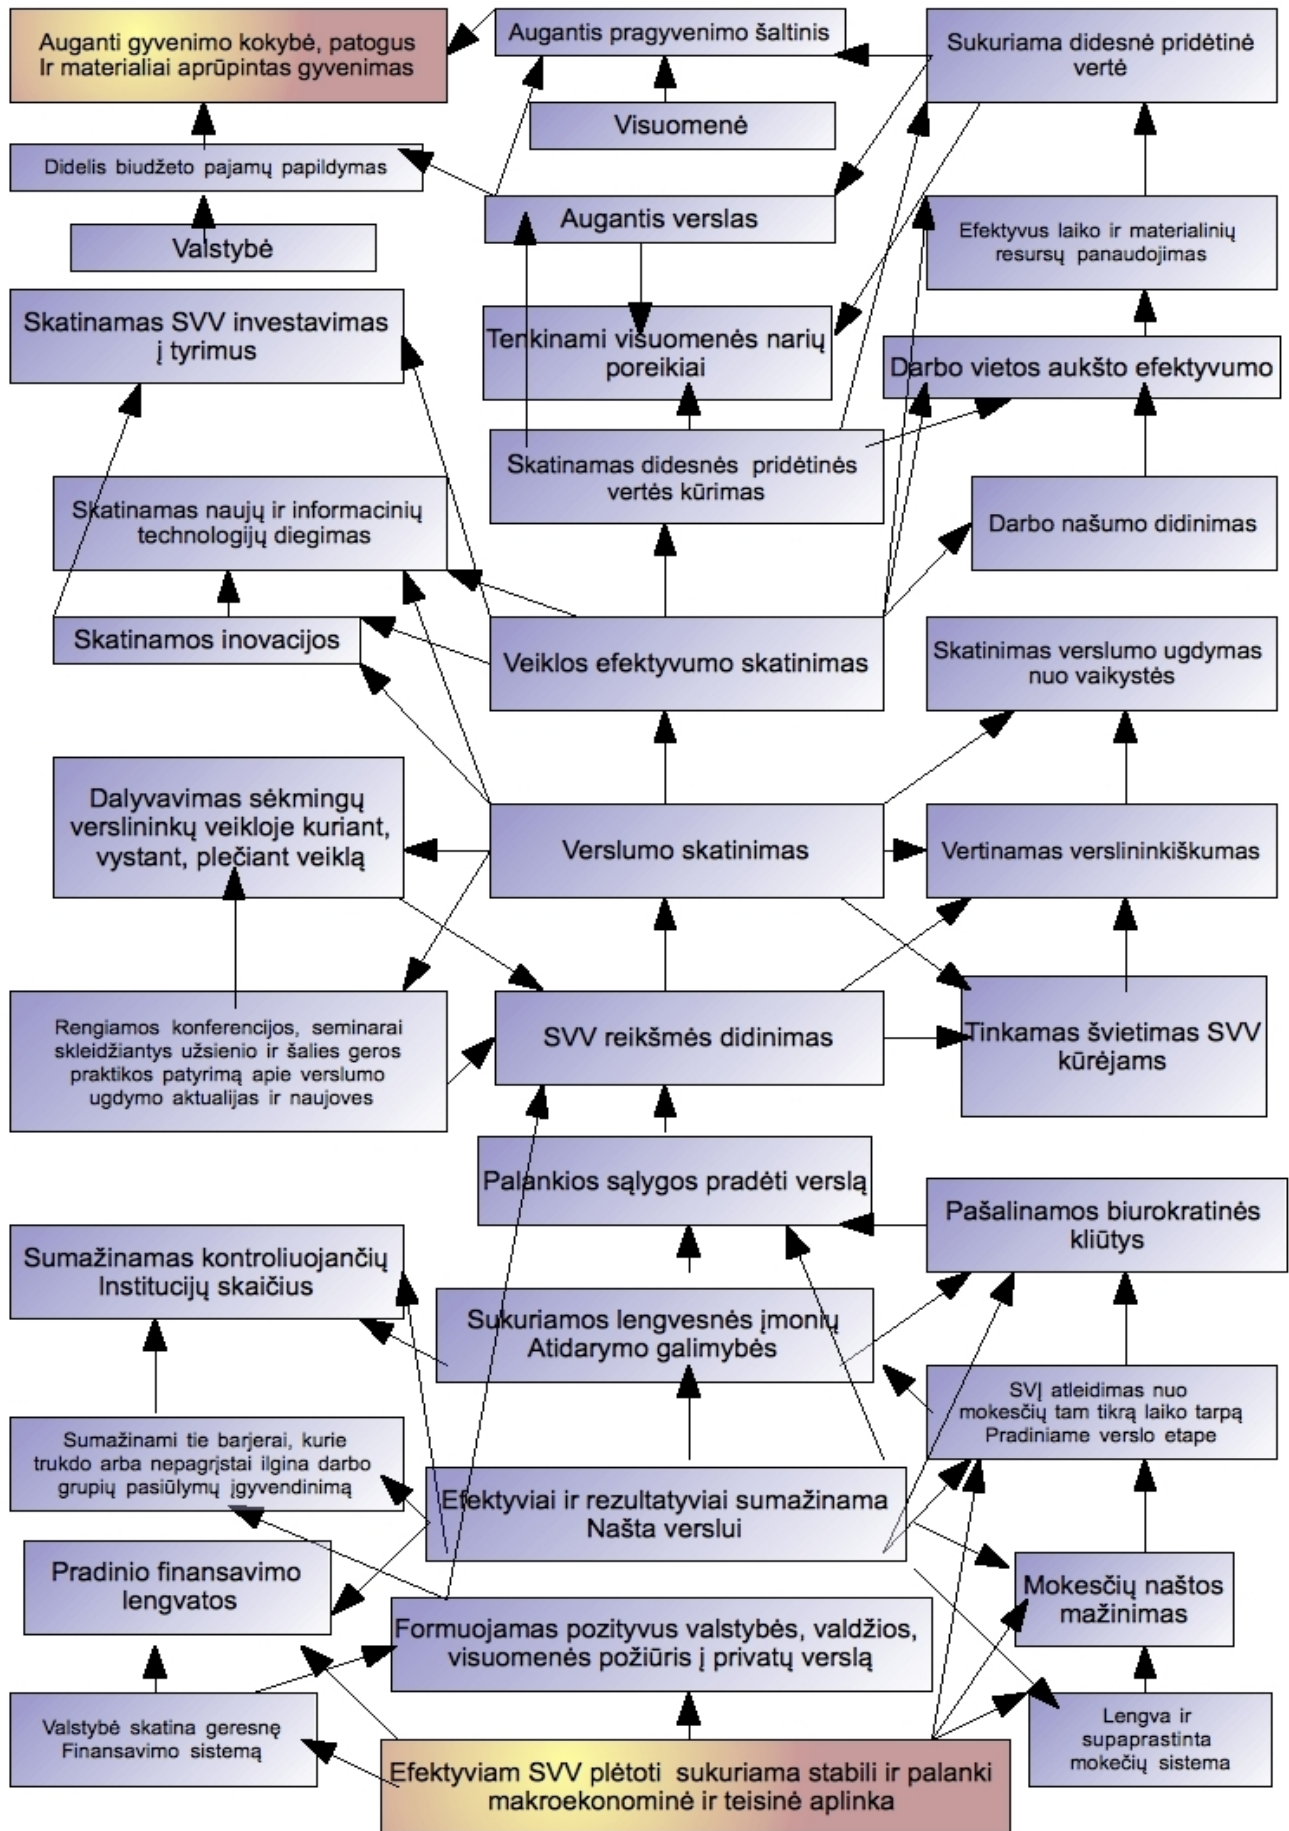 Auganti gyvenimo kokybė, patogus
Ir materialiai aprūpintas gyvenimas
Augantis pragyvenimo šaltinis
Sukuriama didesnė pridėtinė
vertė
Visuomenė
Didelis biudžeto pajamų papildymas
Augantis verslas
Efektyvus laiko ir materialinių
resursų panaudojimas
Valstybė
Skatinamas SVV investavimas
į tyrimus
Tenkinami visuomenės narių
poreikiai
Darbo vietos aukšto efektyvumo
Skatinamas didesnės pridėtinės
vertės kūrimas
Skatinamas naujų ir informacinių
technologijų diegimas
Darbo našumo didinimas
Skatinamos inovacijos
Veiklos efektyvumo skatinimas
Skatinimas verslumo ugdymas
nuo vaikystės
Dalyvavimas sėkmingų
verslininkų veikloje kuriant,
vystant, plečiant veiklą
Verslumo skatinimas
Vertinamas verslininkiškumas
Rengiamos konferencijos, seminarai
skleidžiantys užsienio ir šalies geros
praktikos patyrimą apie verslumo
ugdymo aktualijas ir naujoves
SVV reikšmės didinimas
Tinkamas švietimas SVV
kūrėjams
Palankios sąlygos pradėti verslą
Pašalinamos biurokratinės
kliūtys
Sumažinamas kontroliuojančių
Institucijų skaičius
Sukuriamos lengvesnės įmonių
Atidarymo galimybės
SVĮ atleidimas nuo
mokesčių tam tikrą laiko tarpą
Pradiniame verslo etape
Sumažinami tie barjerai, kurie
trukdo arba nepagrįstai ilgina darbo
grupių pasiūlymų įgyvendinimą
Efektyviai ir rezultatyviai sumažinama
Našta verslui
Pradinio finansavimo
lengvatos
Mokesčių naštos
mažinimas
Formuojamas pozityvus valstybės, valdžios,
visuomenės požiūris į privatų verslą
Valstybė skatina geresnę
Finansavimo sistemą
Lengva ir
supaprastinta
mokečių sistema
Efektyviam SVV plėtoti sukuriama stabili ir palanki
makroekonominė ir teisinė aplinka